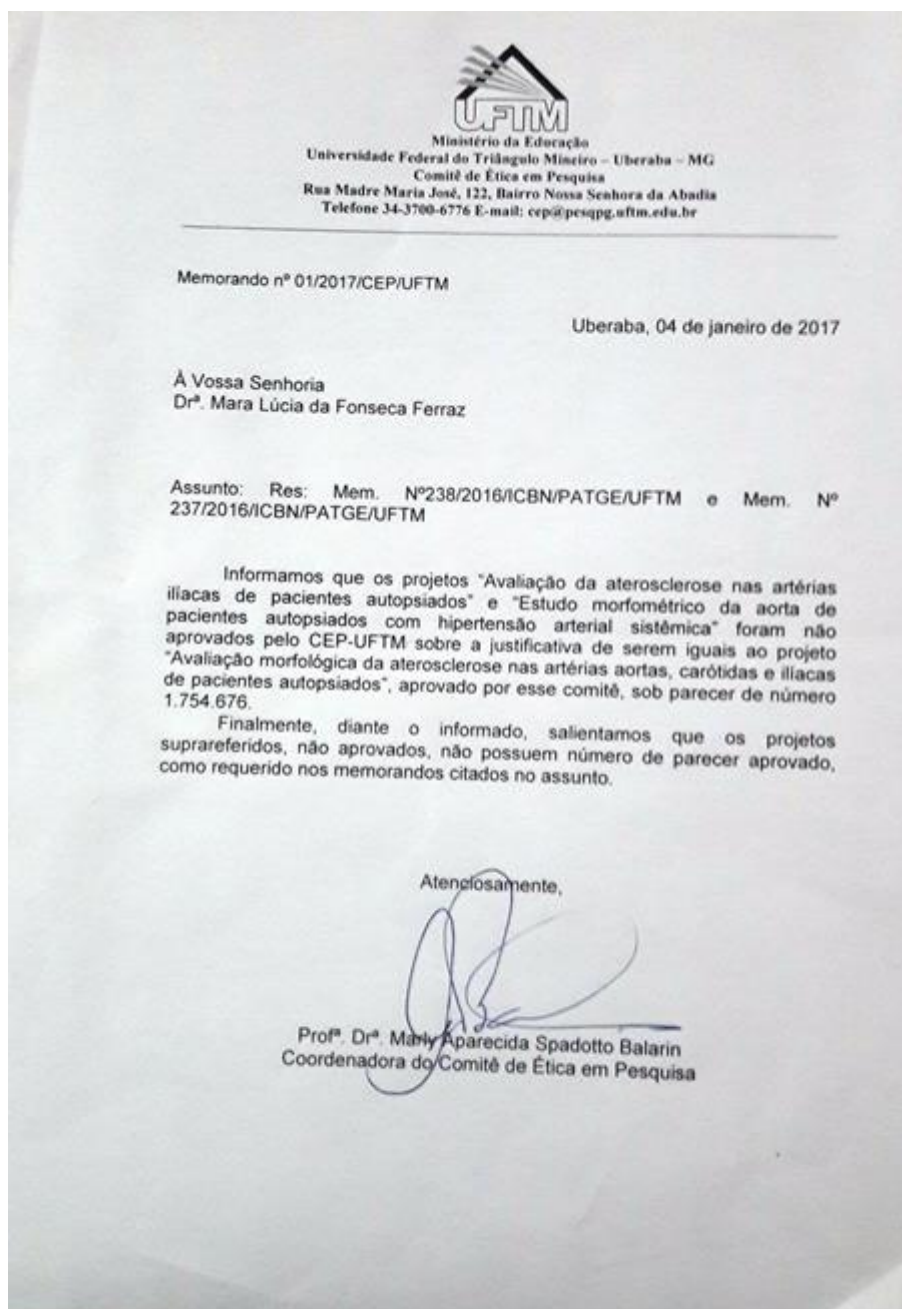 UFTM
Ministério da Educação
Universidade Federal do Triângulo Mineiro – Uberaba – MG
Comitê de Ética em Pesquisa
Rua Madre Maria José, 122, Bairro Nossa Senhora da Abadia
Telefone 34-3700-6776 E-mail: cep@pesqpg.uftm.edu.br
Memorando nº 01/2017/CEP/UFTM
Uberaba, 04 de janeiro de 2017
À Vossa Senhoria
Drª. Mara Lúcia da Fonseca Ferraz
Assunto: Res: Mem. Nº238/2016/ICBN/PATGE/UFTM e Mem. Nº
237/2016/ICBN/PATGE/UFTM
Informamos que os projetos "Avaliação da aterosclerose nas artérias
ilíacas de pacientes autopsiados" e "Estudo morfométrico da aorta de
pacientes autopsiados com hipertensão arterial sistêmica" foram não
aprovados pelo CEP-UFTM sobre a justificativa de serem iguais ao projeto
"Avaliação morfológica da aterosclerose nas artérias aortas, carótidas e ilíacas
de pacientes autopsiados", aprovado por esse comitê, sob parecer de número
1.754.676.
Finalmente, diante o informado, salientamos que os projetos
suprareferidos, não aprovados, não possuem número de parecer aprovado,
como requerido nos memorandos citados no assunto.
Atenciosamente,
Profª. Drª. Marly Aparecida Spadotto Balarin
Coordenadora do Comitê de Ética em Pesquisa